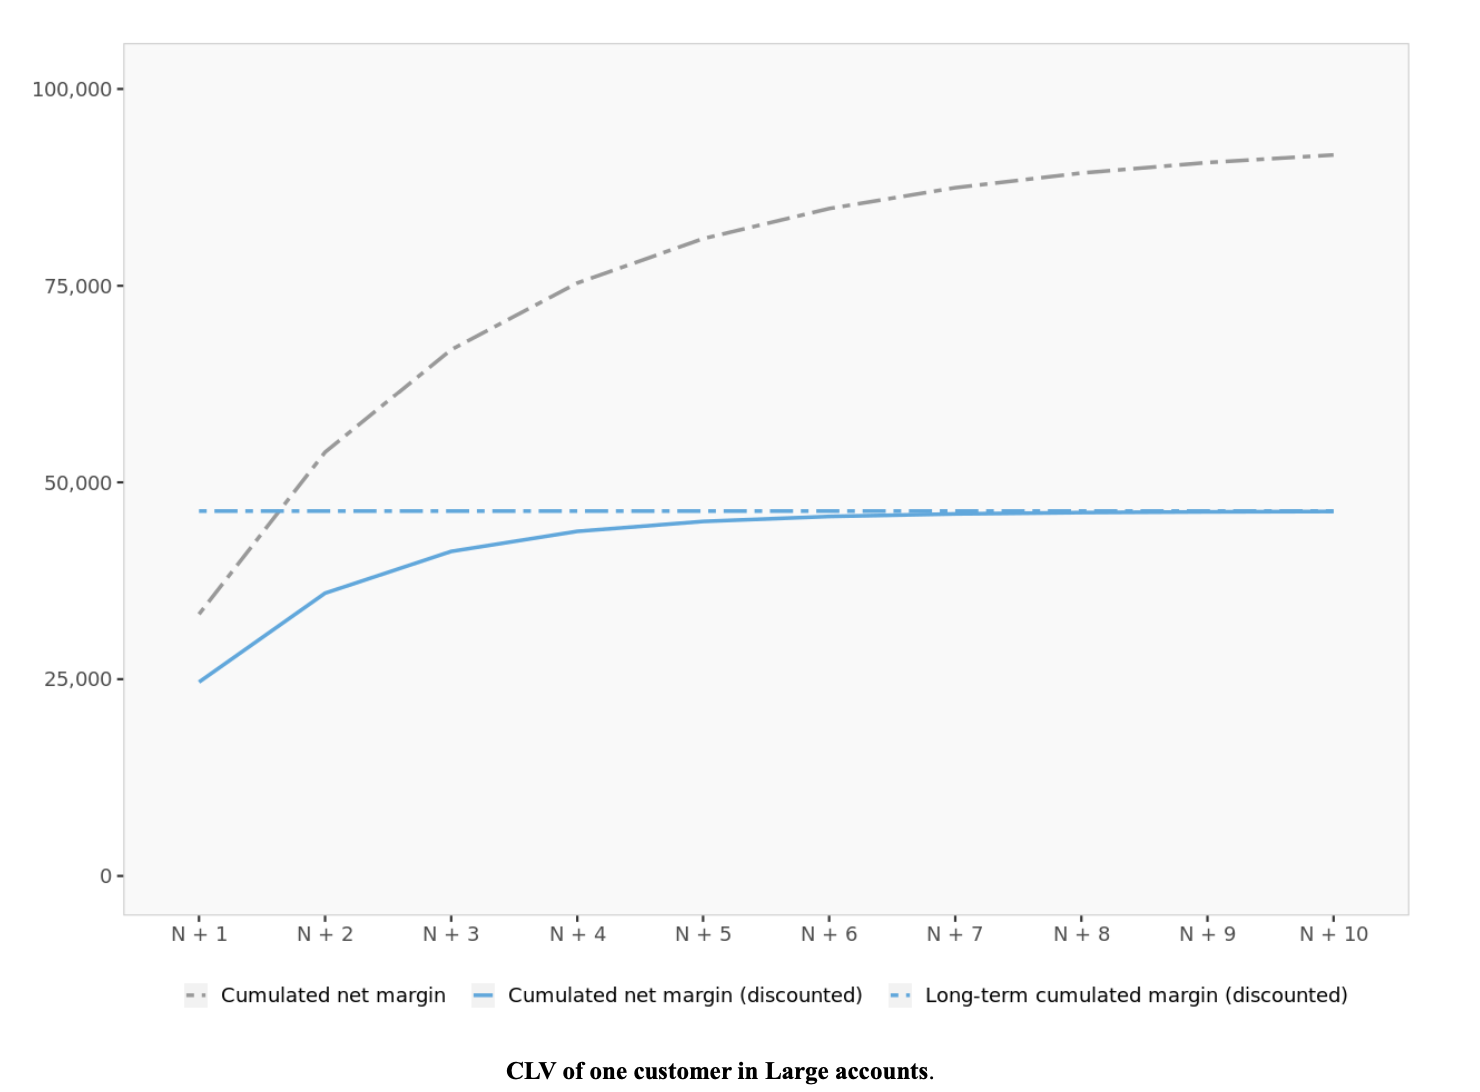 100,000
75,000
50,000
25,000
0
N + 1 N + 2 N + 3 N + 4 N + 5 N + 6 N + 7 N + 8 N + 9 N + 10
Cumulated net margin Cumulated net margin (discounted) Long-term cumulated margin (discounted)
CLV of one customer in Large accounts.